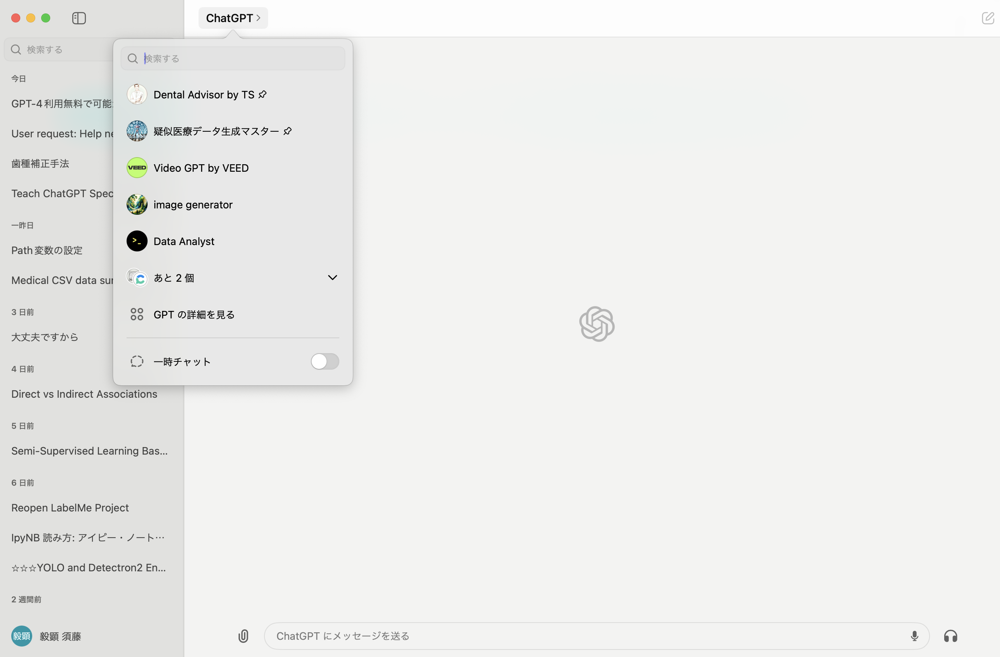 ChatGPT
検索する
今日
GPT-4利用無料で可能
User request: Help ne
歯種補正手法
Teach ChatGPT Spec
一昨日
Path変数の設定
Medical CSV data sur
3 日前
大丈夫ですから
4 日前
Direct vs Indirect Associations
5 日前
Semi-Supervised Learning Bas...
6 日前
Reopen LabelMe Project
IpyNB 読み方: アイピー・ノート…
☆☆☆YOLO and Detectron2 En...
2 週間前
毅顕
毅顕 須藤
検索する
Dental Advisor by TS
疑似医療データ生成マスター
VEED
Video GPT by VEED
image generator
>_
Data Analyst
あと 2 個
GPT の詳細を見る
一時チャット
ChatGPT にメッセージを送る